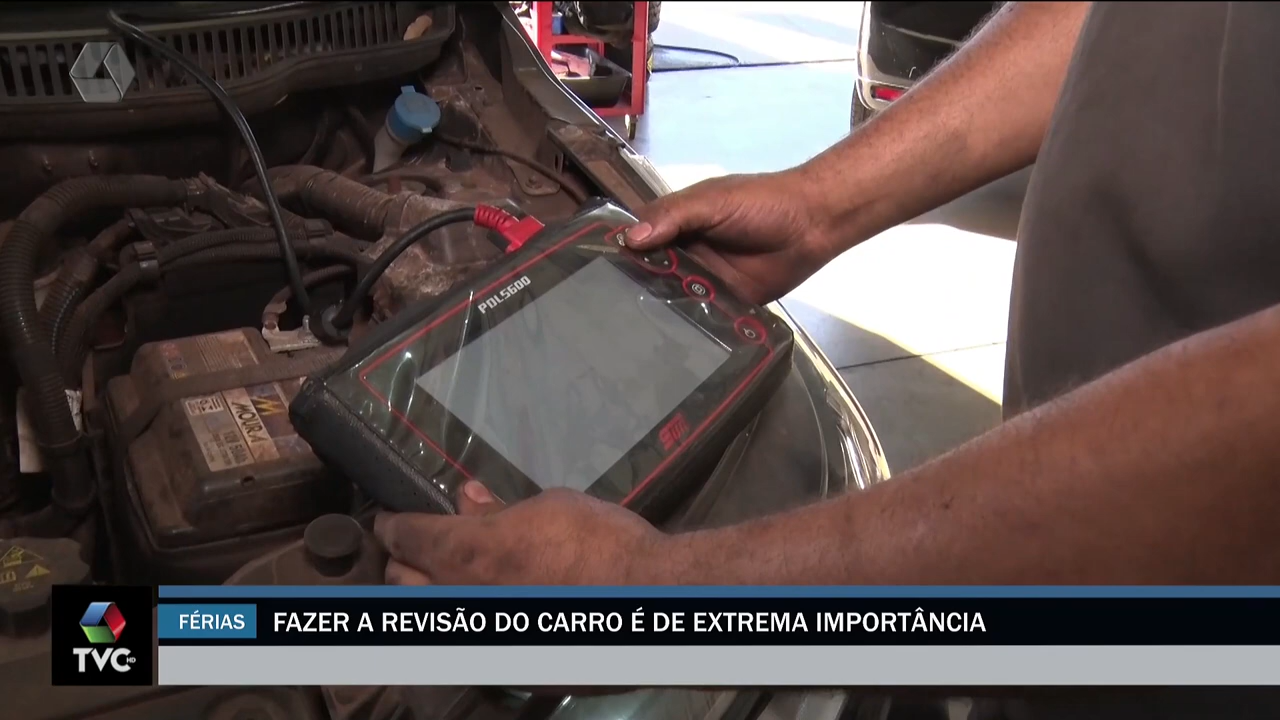 PDL5600
MOURA
FÉRIAS
FAZER A REVISÃO DO CARRO É DE EXTREMA IMPORTÂNCIA
TVC HD